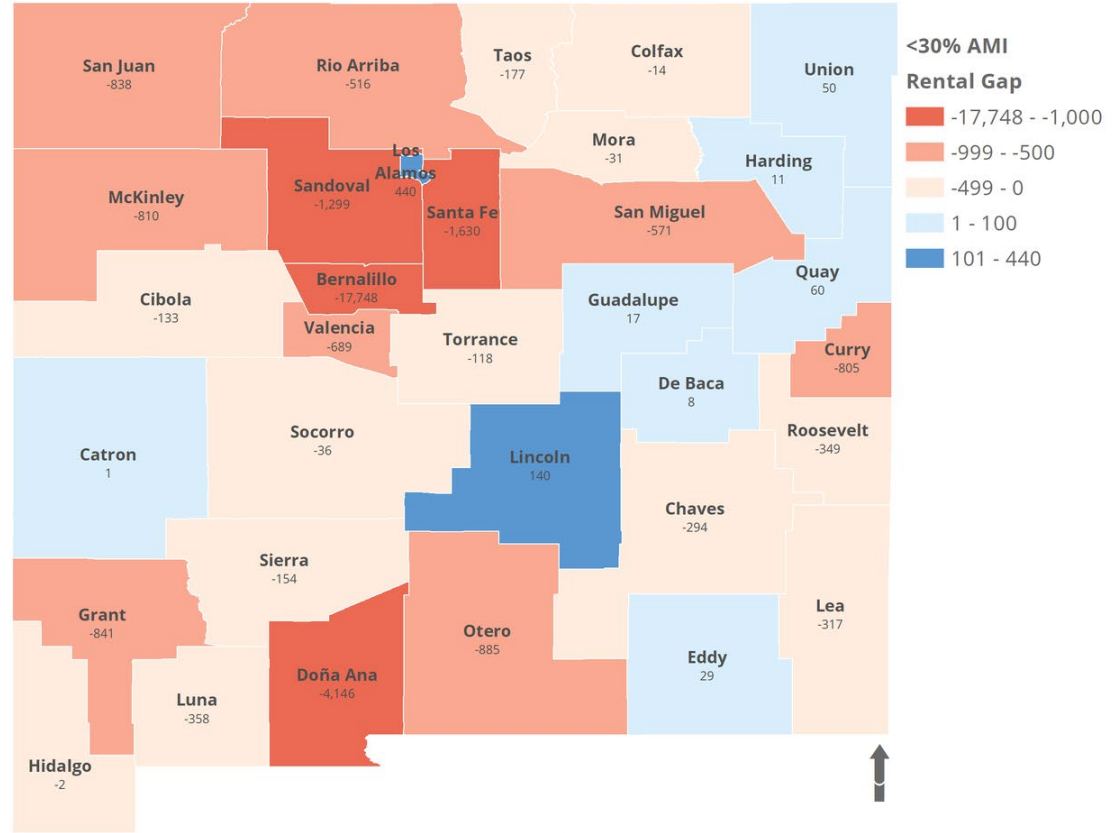 San Juan
-838
Rio Arriba
-516
Taos
-177
Colfax
-14
Union
50
<30% AMI
Rental Gap
-17,748 - -1,000
-999 - -500
-499 - 0
1 - 100
101 - 440
McKinley
-810
Sandoval
-1,299
Los
Alamos
440
Santa Fe
-1,630
Mora
-31
Harding
11
San Miguel
-571
Quay
60
Cibola
-133
Bernalillo
-17,748
Valencia
-689
Torrance
-118
Guadalupe
17
De Baca
8
Curry
-805
Roosevelt
-349
Catron
1
Socorro
-36
Lincoln
140
Chaves
-294
Sierra
-154
Grant
-841
Luna
-358
Doña Ana
-4,146
Otero
-885
Eddy
29
Lea
-317
Hidalgo
-2